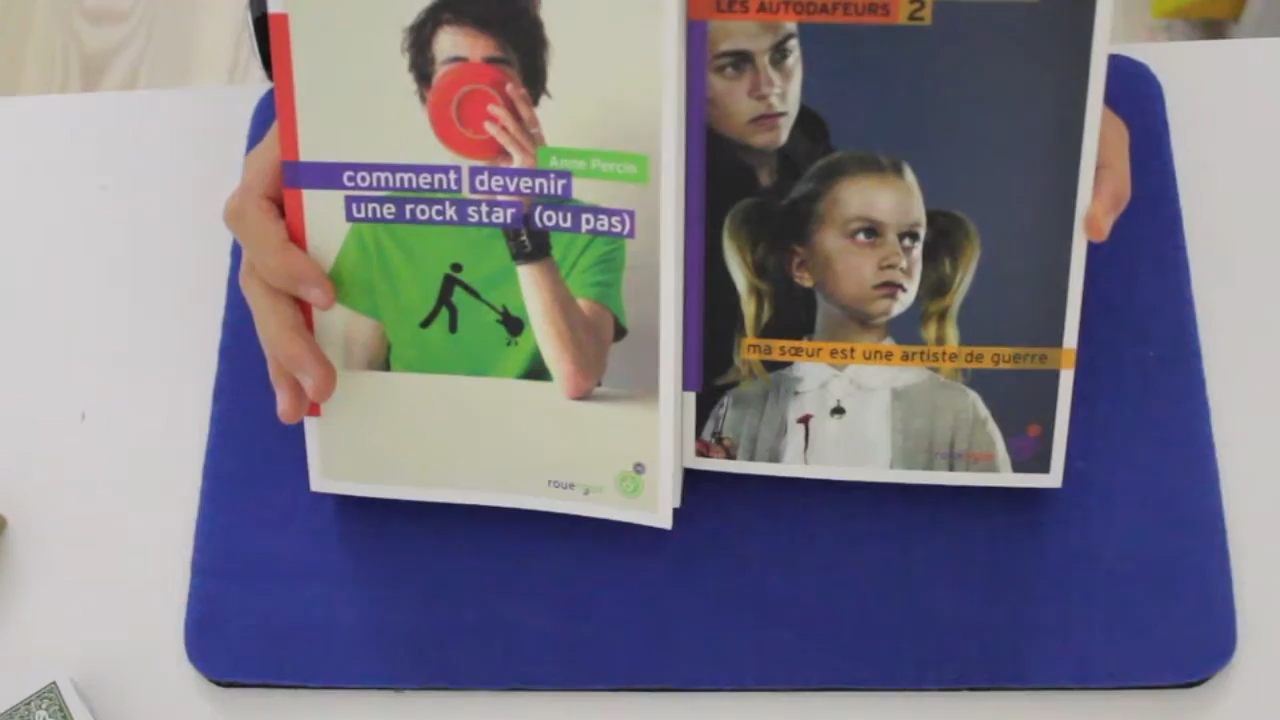 Anne Percin
comment devenir
une rock star (ou pas)
rouergue
LES AUTODAFEURS 2
ma sœur est une artiste de guerre
rouergue